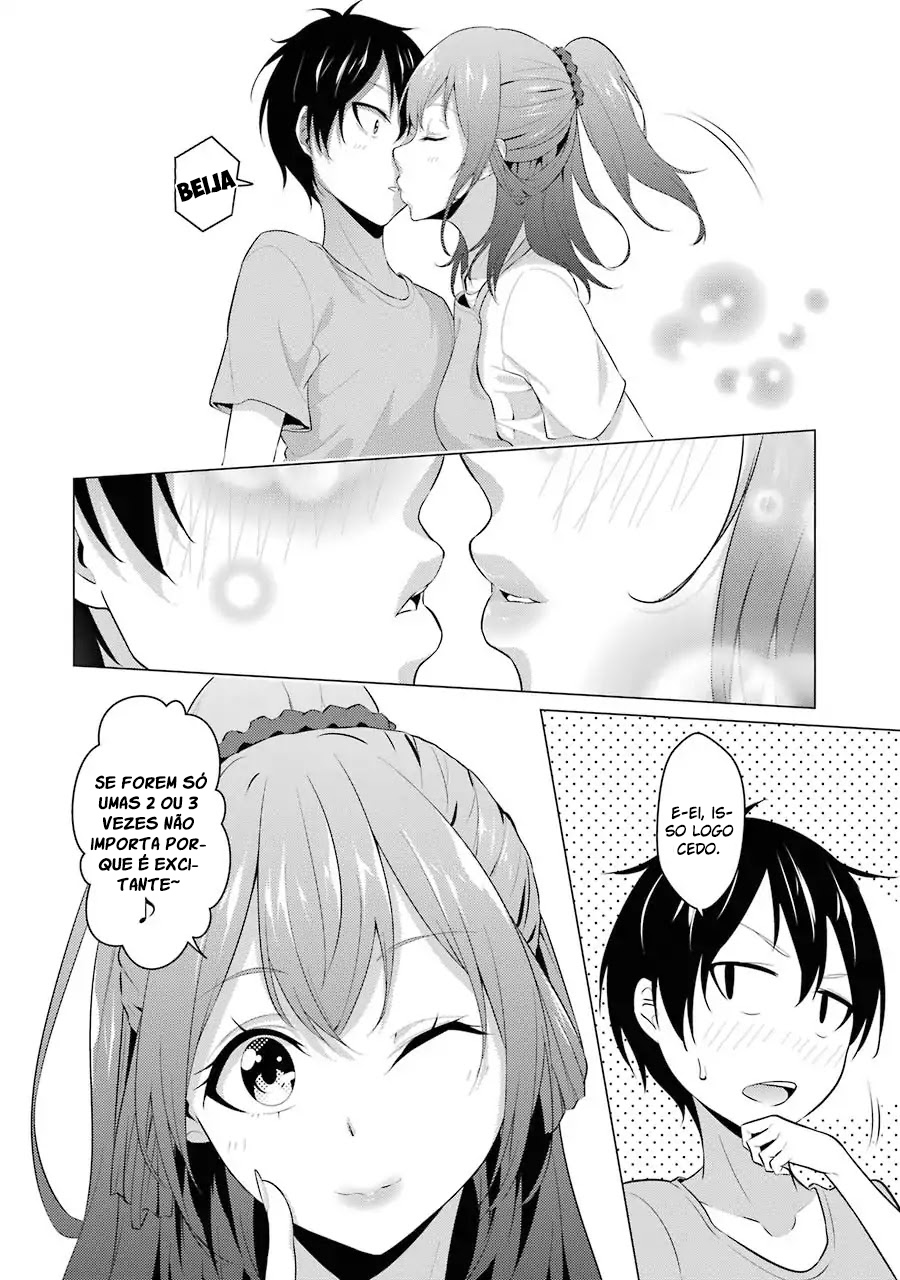 BEIJA
E-EI, IS-
SO LOGO
CEDO.
SE FOREM SÓ
UMAS 2 OU 3
VEZES NÃO
IMPORTA POR-
QUE É EXCI-
TANTE~
♪